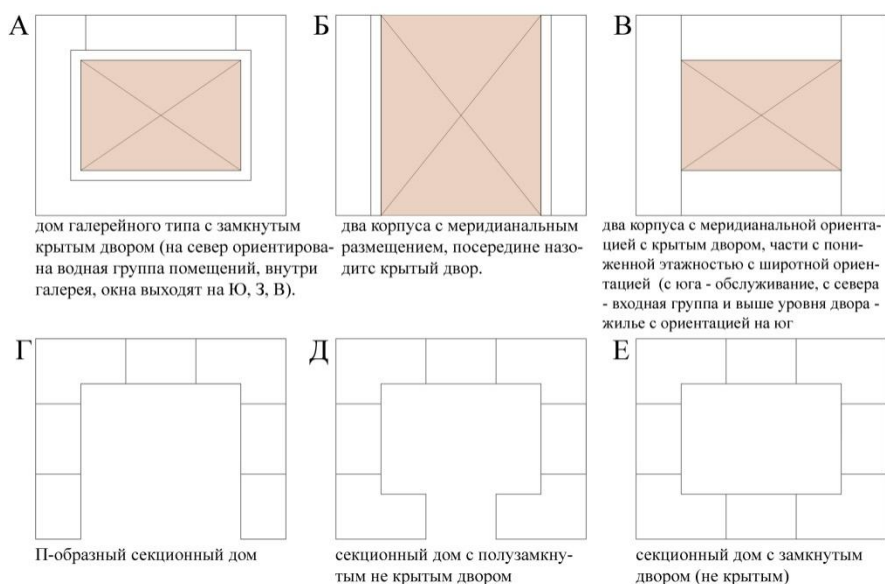 А
дом галерейного типа с замкнутым
крытым двором (на север ориентирова-
на водная группа помещений, внутри
галерея, окна выходят на Ю, З, В).
Б
два корпуса с меридианальным
размещением, посередине назо-
дитс крытый двор.
В
два корпуса с меридианальной ориента-
цией с крытым двором, части с пони-
женной этажностью с широтной ориен-
тацией (с юга - обслуживание, с севера
- входная группа и выше уровня двора -
жилье с ориентацией на юг
Г
П-образный секционный дом
Д
секционный дом с полузамкну-
тым не крытым двором
Е
секционный дом с замкнутым
двором (не крытым)